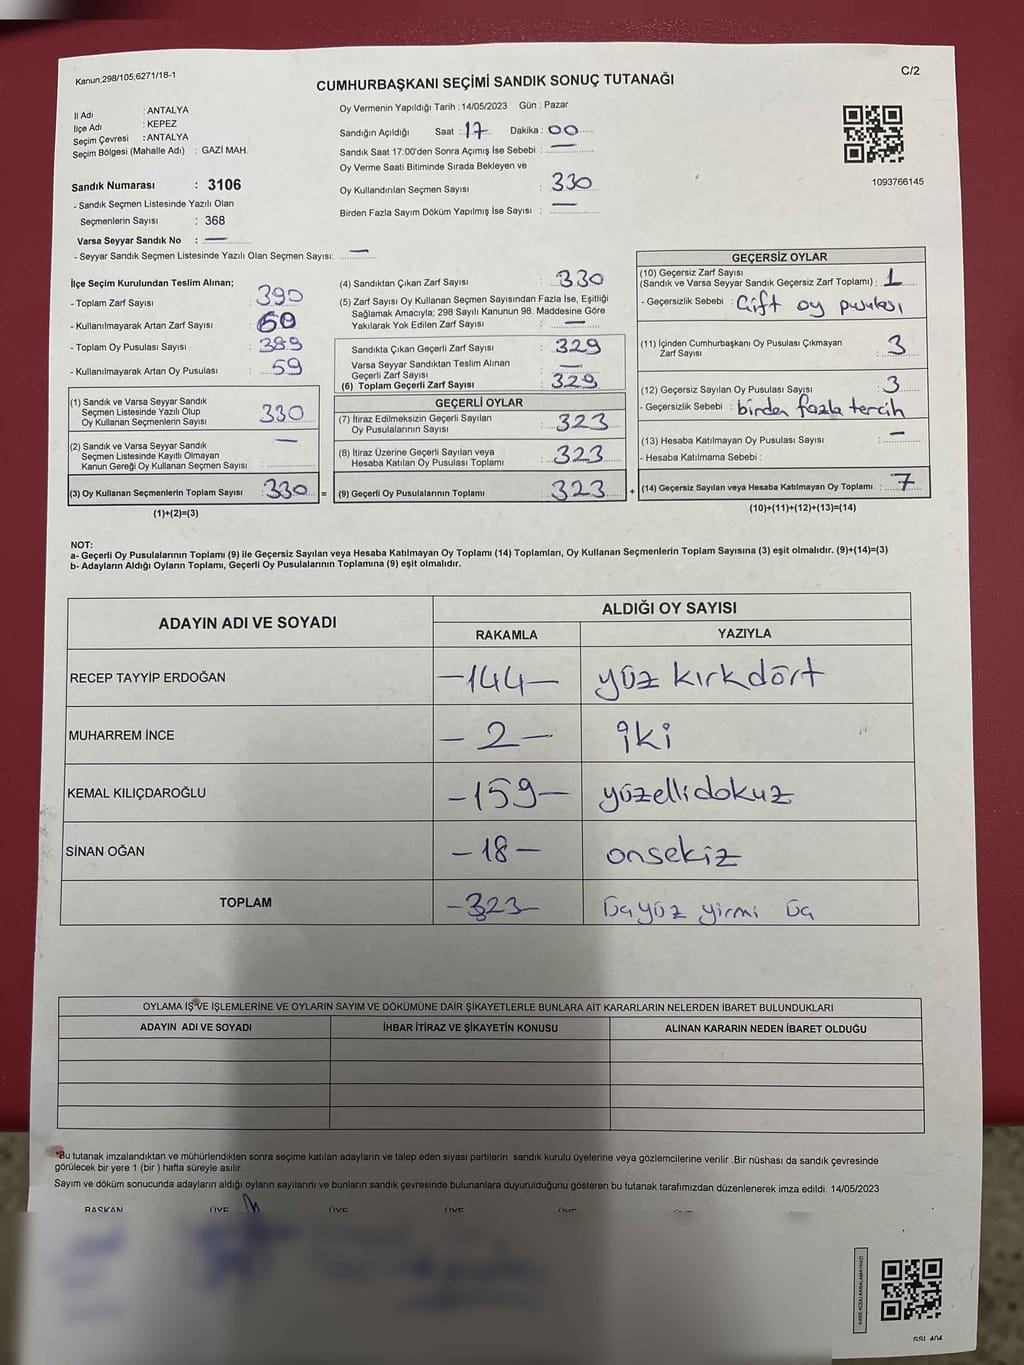 Kanun;298/105;6271/18-1
C/2
CUMHURBAŞKANI SEÇİMİ SANDIK SONUÇ TUTANAĞI
İl Adı : ANTALYA
İlçe Adı : KEPEZ
Seçim Çevresi : ANTALYA
Seçim Bölgesi (Mahalle Adı) : GAZİ MAH.
Sandık Numarası : 3106
- Sandık Seçmen Listesinde Yazılı Olan
Seçmenlerin Sayısı : 368
Varsa Seyyar Sandık No : —
- Seyyar Sandık Seçmen Listesinde Yazılı Olan Seçmen Sayısı: —
Oy Vermenin Yapıldığı Tarih : 14/05/2023 Gün : Pazar
Sandığın Açıldığı Saat : 17 Dakika : 00
Sandık Saat 17:00'den Sonra Açımış İse Sebebi : —
Oy Verme Saati Bitiminde Sırada Bekleyen ve
Oy Kullandırılan Seçmen Sayısı : 330
Birden Fazla Sayım Döküm Yapılmış İse Sayısı : —
1093766145
İlçe Seçim Kurulundan Teslim Alınan;
- Toplam Zarf Sayısı : 390
- Kullanılmayarak Artan Zarf Sayısı : 60
- Toplam Oy Pusulası Sayısı : 389
- Kullanılmayarak Artan Oy Pusulası : 59
(1) Sandık ve Varsa Seyyar Sandık
Seçmen Listesinde Yazılı Olup
Oy Kullanan Seçmenlerin Sayısı : 330
(2) Sandık ve Varsa Seyyar Sandık
Seçmen Listesinde Kayıtlı Olmayan
Kanun Gereği Oy Kullanan Seçmen Sayısı : —
(3) Oy Kullanan Seçmenlerin Toplam Sayısı : 330 =
(1)+(2)=(3)
(4) Sandıktan Çıkan Zarf Sayısı : 330
(5) Zarf Sayısı Oy Kullanan Seçmen Sayısından Fazla İse, Eşitliği
Sağlamak Amacıyla; 298 Sayılı Kanunun 98. Maddesine Göre
Yakılarak Yok Edilen Zarf Sayısı : —
Sandıkta Çıkan Geçerli Zarf Sayısı : 329
Varsa Seyyar Sandıktan Teslim Alınan
Geçerli Zarf Sayısı : —
(6) Toplam Geçerli Zarf Sayısı : 329
GEÇERLİ OYLAR
(7) İtiraz Edilmeksizin Geçerli Sayılan
Oy Pusulalarının Sayısı : 323
(8) İtiraz Üzerine Geçerli Sayılan veya
Hesaba Katılan Oy Pusulası Toplamı : 323
(9) Geçerli Oy Pusulalarının Toplamı : 323 +
GEÇERSİZ OYLAR
(10) Geçersiz Zarf Sayısı
(Sandık ve Varsa Seyyar Sandık Geçersiz Zarf Toplamı) : 1
- Geçersizlik Sebebi : Çift oy pusulası
(11) İçinden Cumhurbaşkanı Oy Pusulası Çıkmayan
Zarf Sayısı : 3
(12) Geçersiz Sayılan Oy Pusulası Sayısı : 3
- Geçersizlik Sebebi : birden fazla tercih
(13) Hesaba Katılmayan Oy Pusulası Sayısı : —
- Hesaba Katılmama Sebebi :
(14) Geçersiz Sayılan veya Hesaba Katılmayan Oy Toplamı : 7
(10)+(11)+(12)+(13)=(14)
NOT:
a- Geçerli Oy Pusulalarının Toplamı (9) ile Geçersiz Sayılan veya Hesaba Katılmayan Oy Toplamı (14) Toplamları, Oy Kullanan Seçmenlerin Toplam Sayısına (3) eşit olmalıdır. (9)+(14)=(3)
b- Adayların Aldığı Oyların Toplamı, Geçerli Oy Pusulalarının Toplamına (9) eşit olmalıdır.
ADAYIN ADI VE SOYADI
ALDIĞI OY SAYISI
RAKAMLA YAZIYLA
RECEP TAYYİP ERDOĞAN -144- yüz kırkdört
MUHARREM İNCE -2- iki
KEMAL KILIÇDAROĞLU -159- yüzellidokuz
SİNAN OĞAN -18- onsekiz
TOPLAM -323- üçyüz yirmi üç
OYLAMA İŞ VE İŞLEMLERİNE VE OYLARIN SAYIM VE DÖKÜMÜNE DAİR ŞİKAYETLERLE BUNLARA AİT KARARLARIN NELERDEN İBARET BULUNDUKLARI
ADAYIN ADI VE SOYADI İHBAR İTİRAZ VE ŞİKAYETİN KONUSU ALINAN KARARIN NEDEN İBARET OLDUĞU
*Bu tutanak imzalandıktan ve mühürlendikten sonra seçime katılan adayların ve talep eden siyasi partilerin sandık kurulu üyelerine veya gözlemcilerine verilir .Bir nüshası da sandık çevresinde
görülecek bir yere 1 (bir ) hafta süreyle asılır.
Sayım ve döküm sonucunda adayların aldığı oyların sayılarını ve bunların sandık çevresinde bulunanlara duyurulduğunu gösteren bu tutanak tarafımızdan düzenlenerek imza edildi. 14/05/2023
BAŞKAN ÜYE ÜYE ÜYE ÜYE